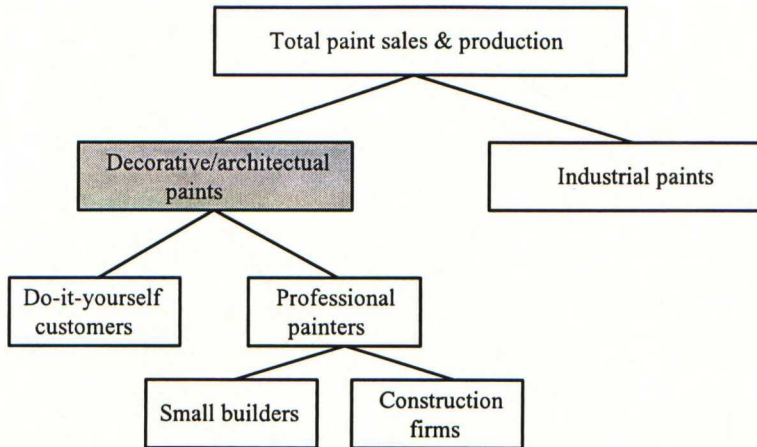 Total paint sales & production
Decorative/architectual
paints
Industrial paints
Do-it-yourself
customers
Professional
painters
Small builders
Construction
firms